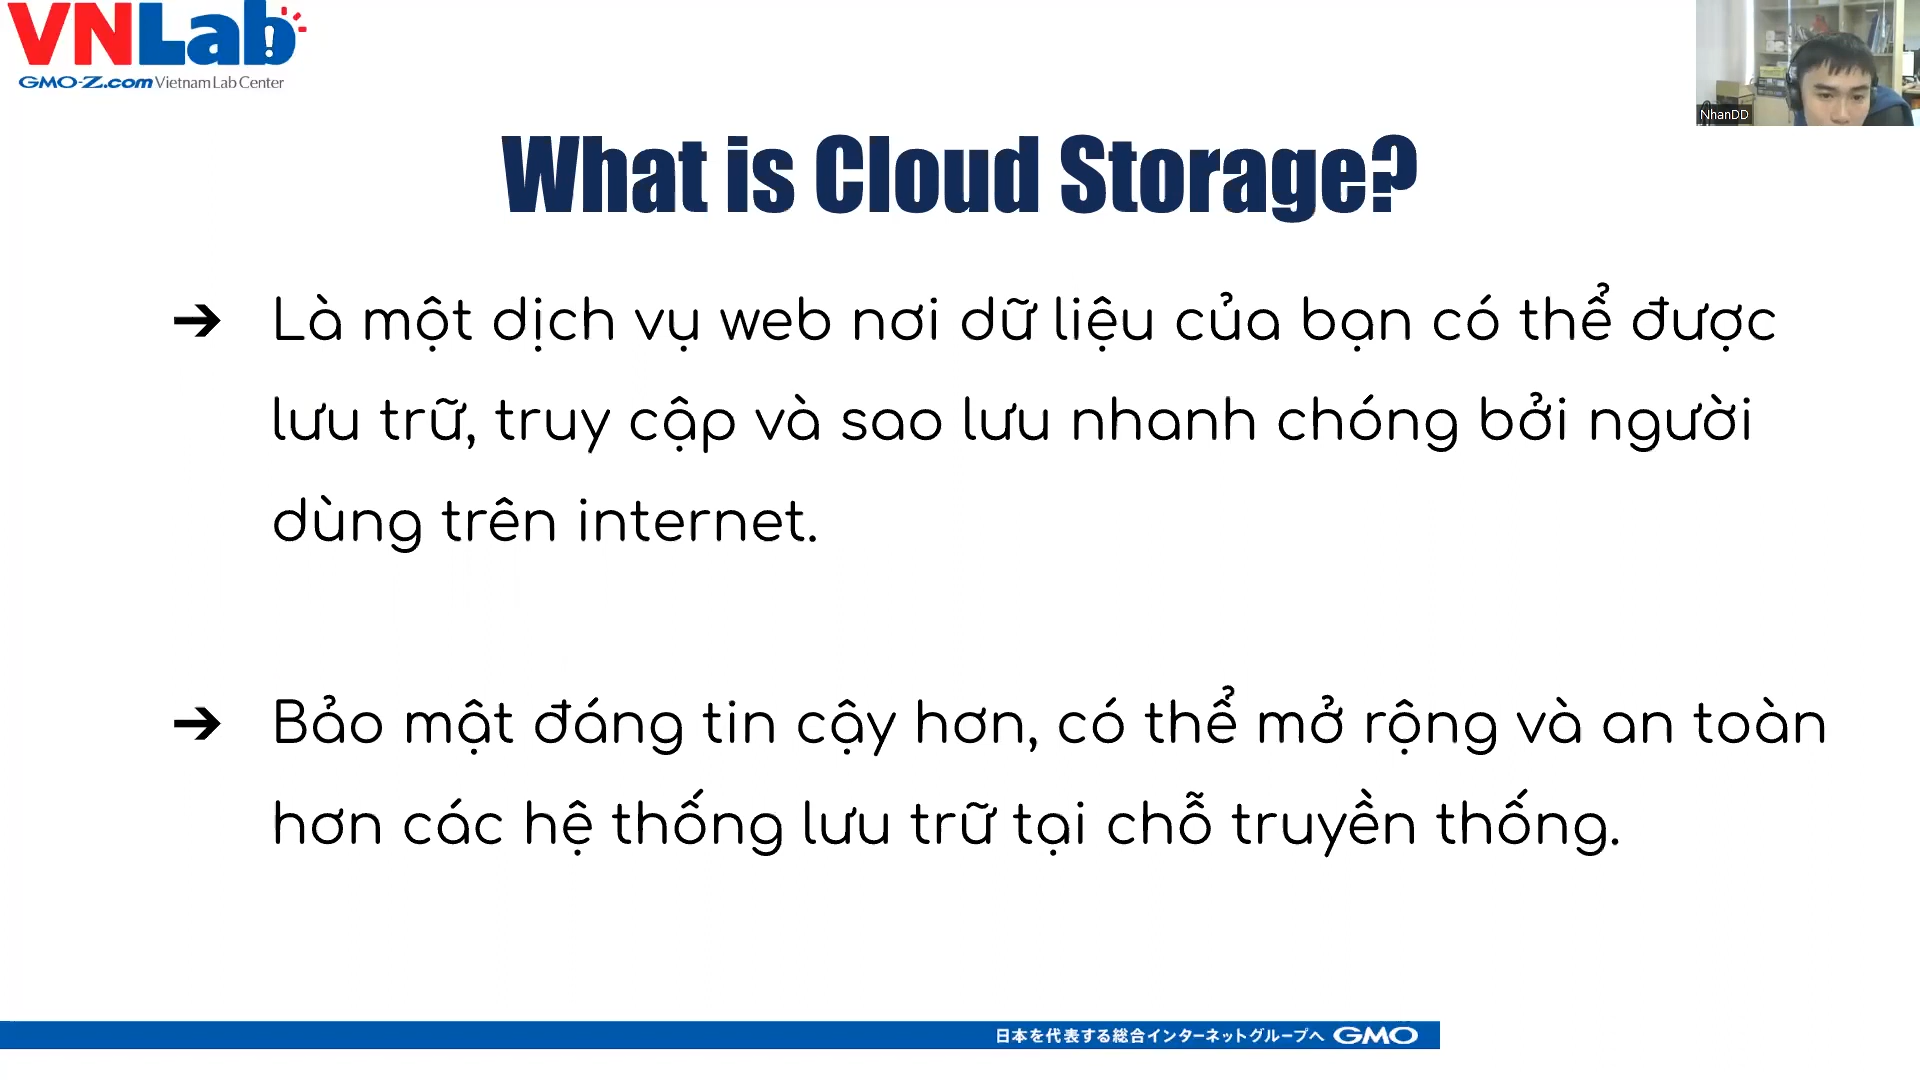 VNLab
GMO-Z.com Vietnam Lab Center
NhanDD
What is Cloud Storage?
➔ Là một dịch vụ web nơi dữ liệu của bạn có thể được
lưu trữ, truy cập và sao lưu nhanh chóng bởi người
dùng trên internet.
➔ Bảo mật đáng tin cậy hơn, có thể mở rộng và an toàn
hơn các hệ thống lưu trữ tại chỗ truyền thống.
日本を代表する総合インターネットグループへ GMO